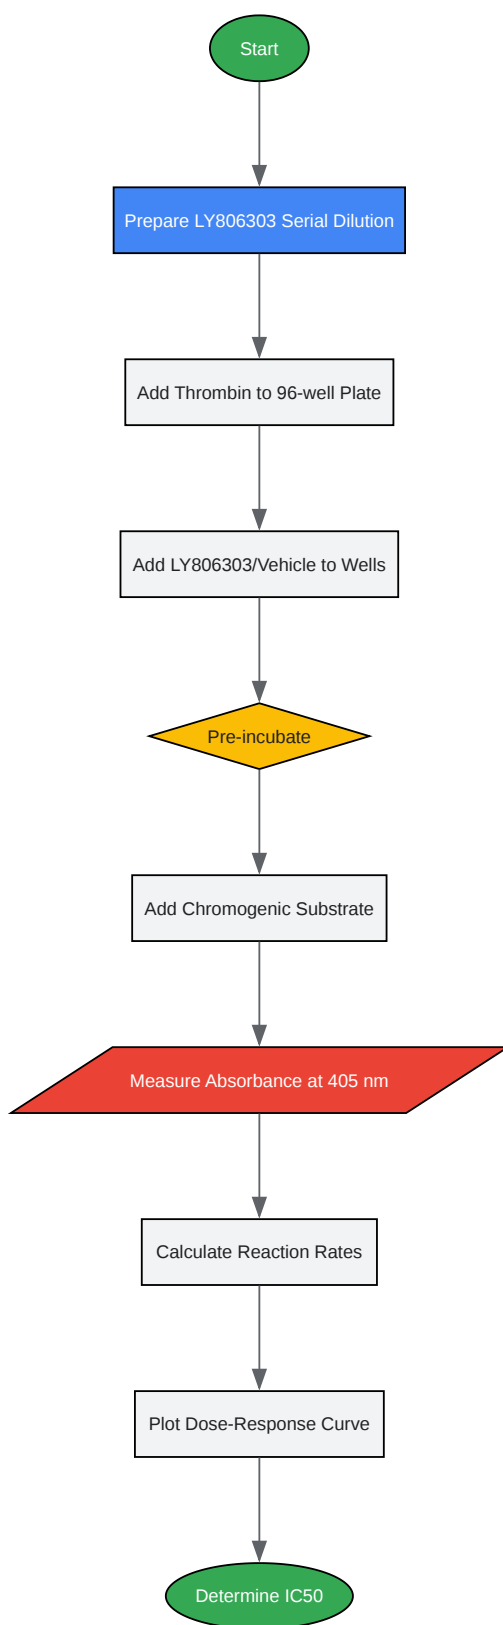 Start
Prepare LY806303 Serial Dilution
Add Thrombin to 96-well Plate
Add LY806303/Vehicle to Wells
Pre-incubate
Add Chromogenic Substrate
Measure Absorbance at 405 nm
Calculate Reaction Rates
Plot Dose-Response Curve
Determine IC50